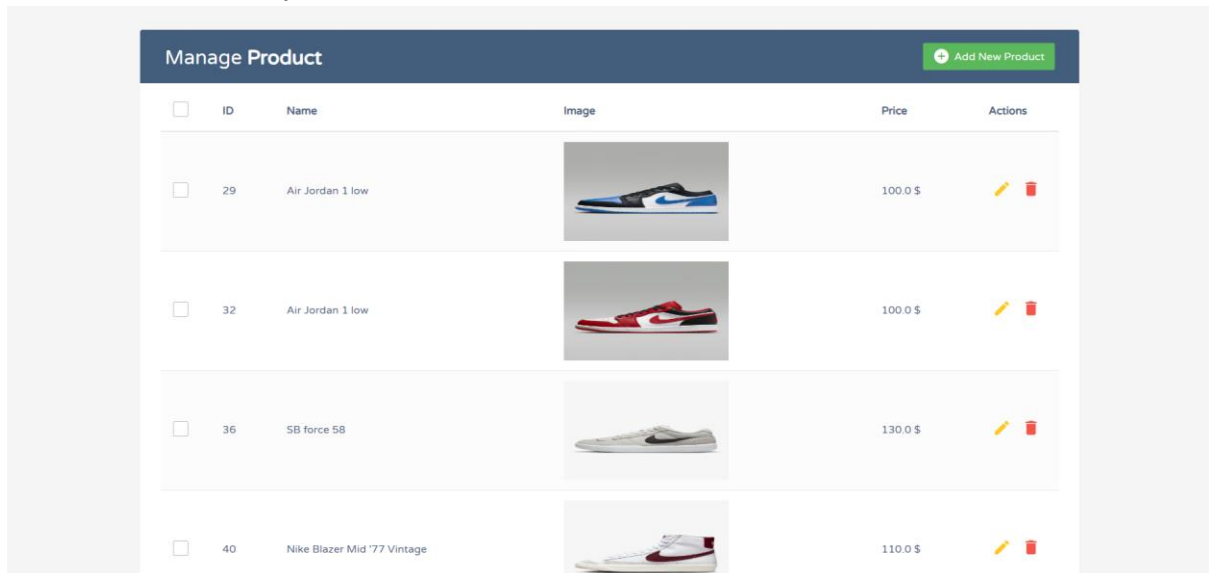 Manage Product
Add New Product
ID Name Image Price Actions
29 Air Jordan 1 low 100.0 $
32 Air Jordan 1 low 100.0 $
36 SB force 58 130.0 $
40 Nike Blazer Mid '77 Vintage 110.0 $